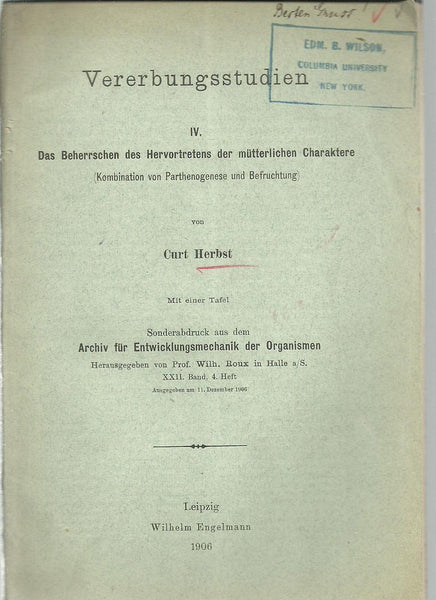 EDM. B. WILSON,
COLUMBIA UNIVERSITY
NEW YORK.
Vererbungsstudien
IV.
Das Beherrschen des Hervortretens der mütterlichen Charaktere
(Kombination von Parthenogenese und Befruchtung)
von
Curt Herbst
Mit einer Tafel
Sonderabdruck aus dem
Archiv für Entwicklungsmechanik der Organismen
Herausgegeben von Prof. Wilh. Roux in Halle a/S.
XXII. Band, 4. Heft
Ausgegeben am 11. Dezember 1906
Leipzig
Wilhelm Engelmann
1906